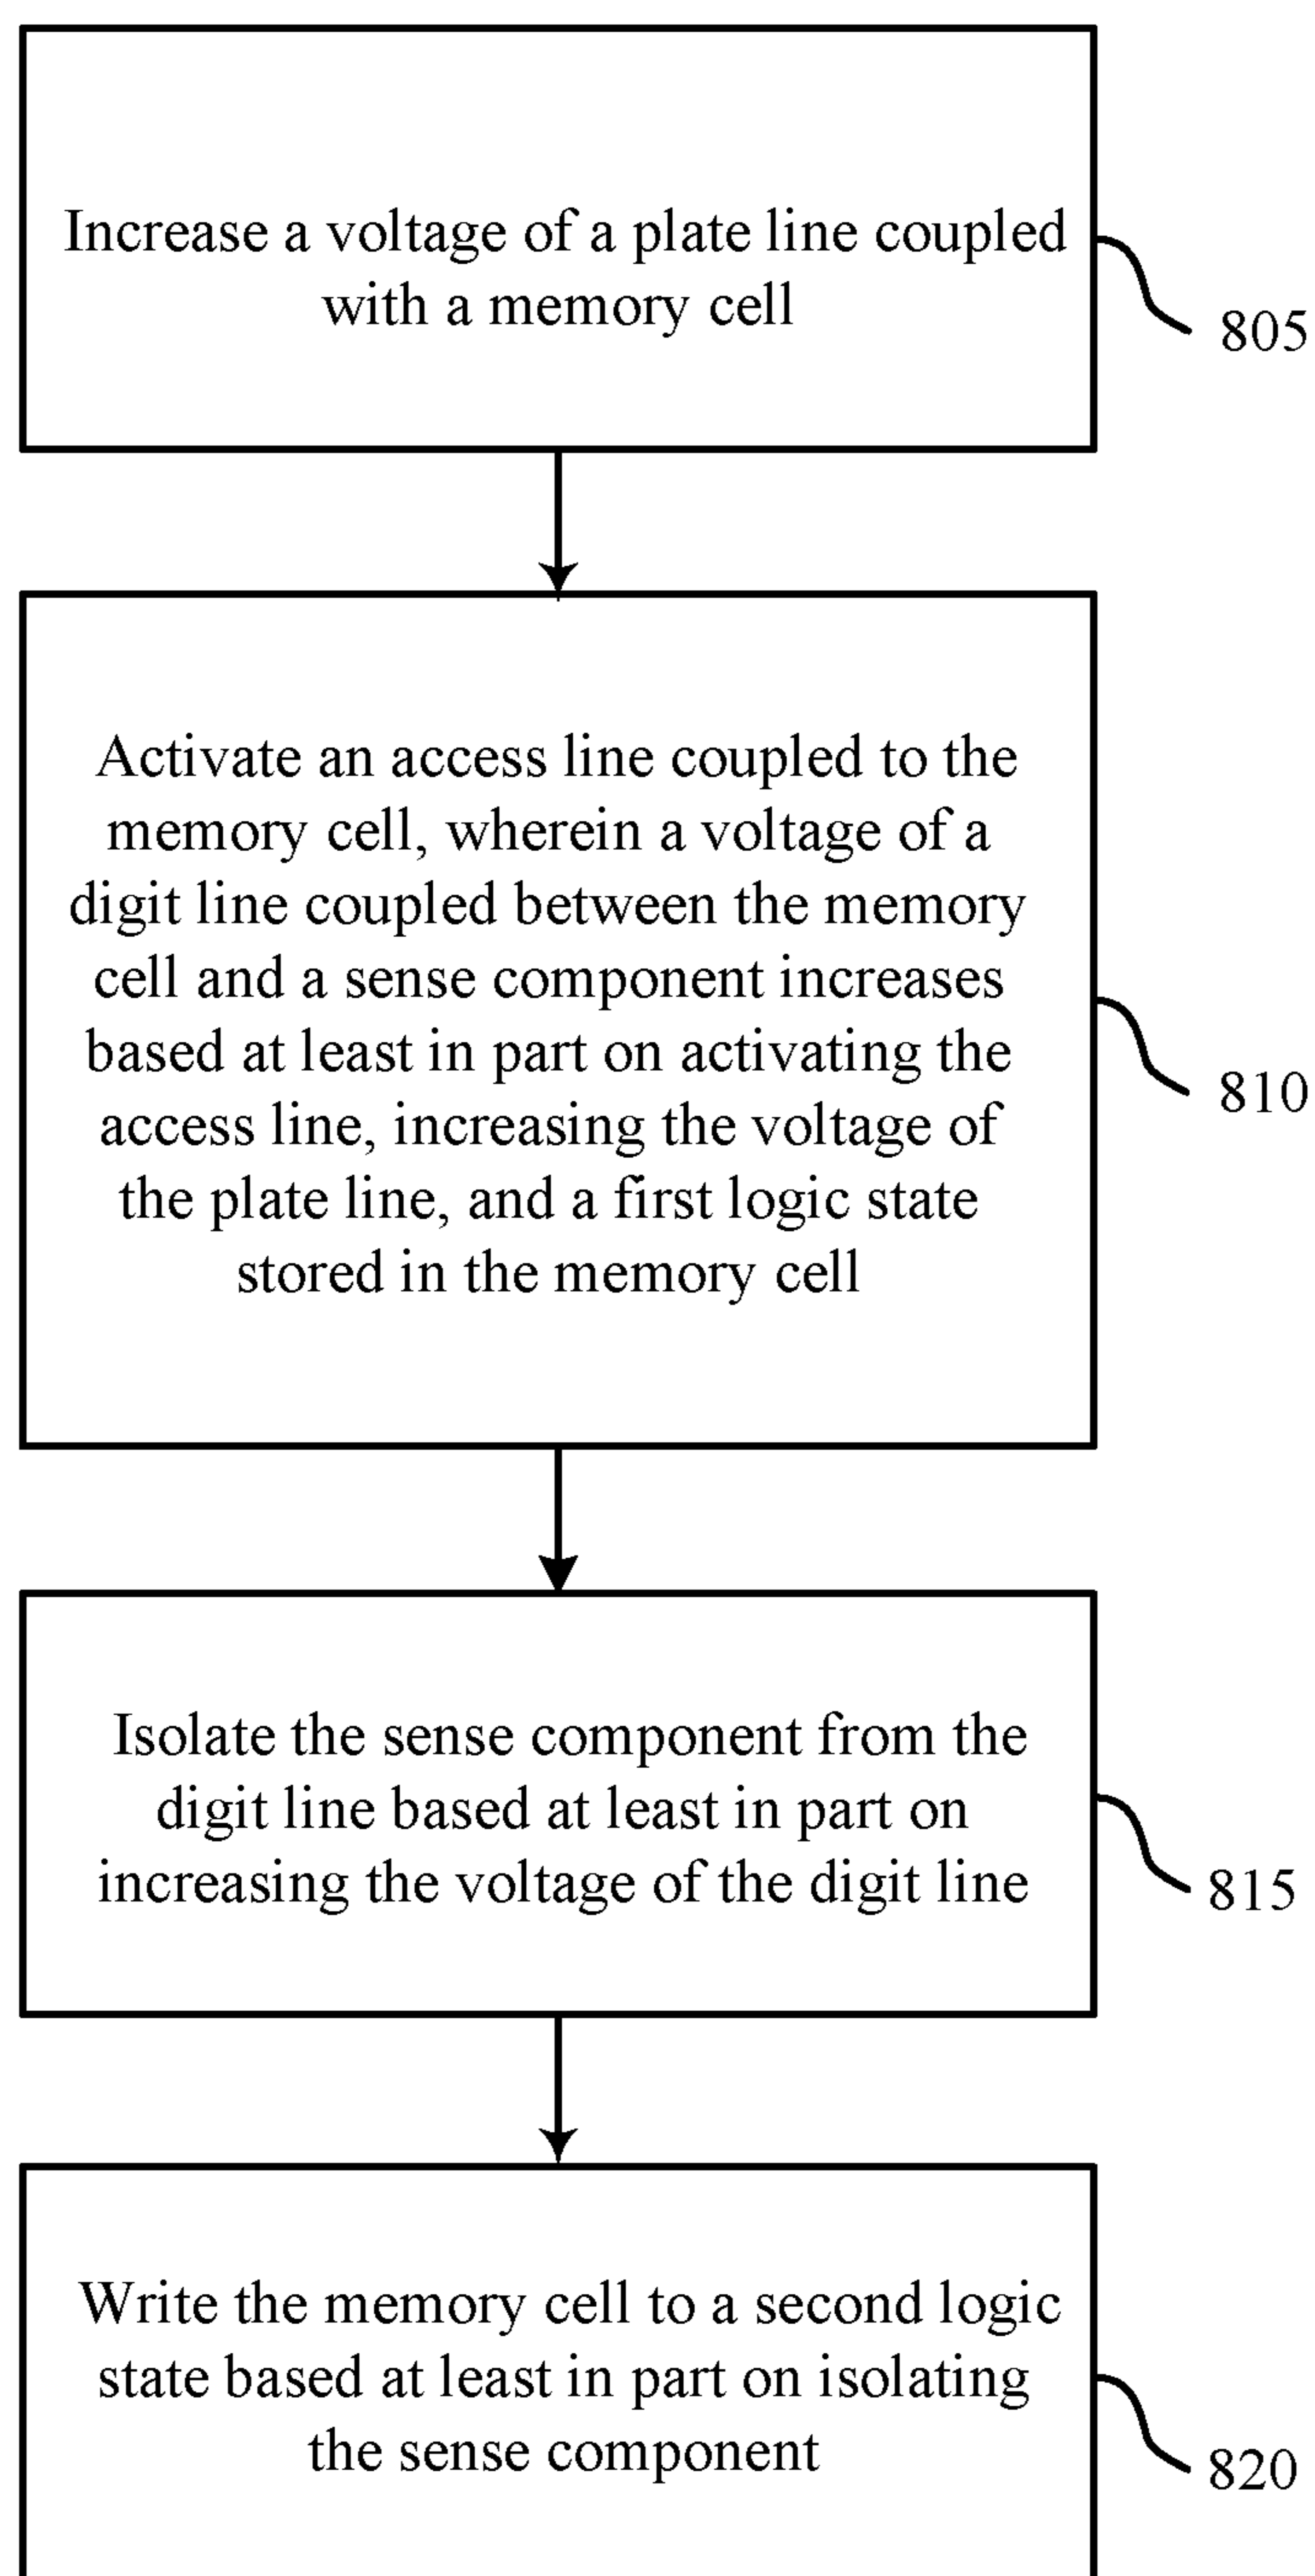 Increase a voltage of a plate line coupled
with a memory cell
805
Activate an access line coupled to the
memory cell, wherein a voltage of a
digit line coupled between the memory
cell and a sense component increases
based at least in part on activating the
access line, increasing the voltage of
the plate line, and a first logic state
stored in the memory cell
810
Isolate the sense component from the
digit line based at least in part on
increasing the voltage of the digit line
815
Write the memory cell to a second logic
state based at least in part on isolating
the sense component
820